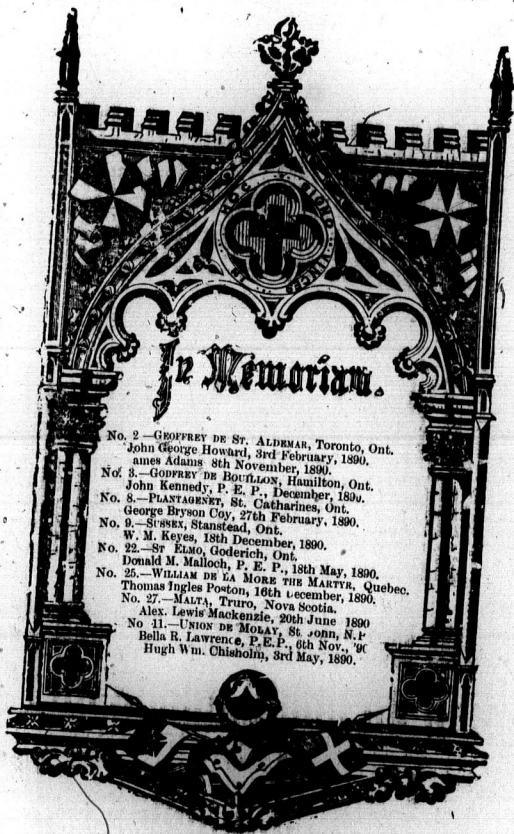 IN HOC SIGNO VINCES
In Memoriam.
No. 2 —GEOFFREY DE ST. ALDEMAR, Toronto, Ont.
John George Howard, 3rd February, 1890.
ames Adams 8th November, 1890.
No. 3.—GODFREY DE BOUILLON, Hamilton, Ont.
John Kennedy, P. E. P., December, 1890.
No. 8.—PLANTAGENET, St. Catharines, Ont.
George Bryson Coy, 27th February, 1890.
No. 9.—SUSSEX, Stanstead, Ont.
W. M. Keyes, 18th December, 1890.
No. 22.—ST ELMO, Goderich, Ont.
Donald M. Malloch, P. E. P., 18th May, 1890.
No. 25.—WILLIAM DE LA MORE THE MARTYR, Quebec.
Thomas Ingles Poston, 16th December, 1890.
No. 27.—MALTA, Truro, Nova Scotia.
Alex. Lewis Mackenzie, 20th June 1890
No 11.—UNION DE MOLAY, St. John, N.B
Bella R. Lawrence, P.E.P., 6th Nov., '90
Hugh Wm. Chisholm, 3rd May, 1890.